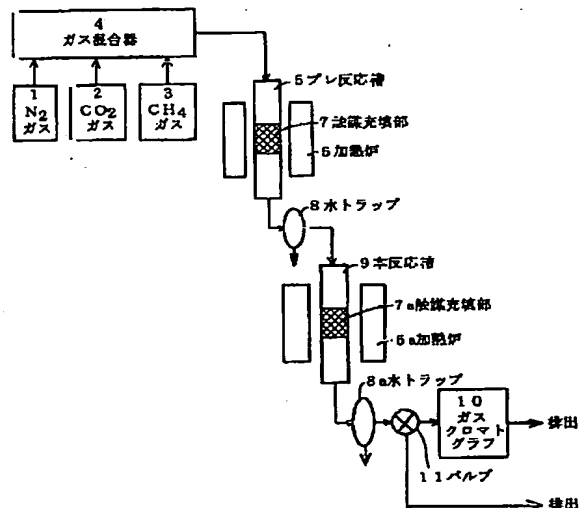 4
ガス混合器
1
N2
ガス
2
CO2
ガス
3
CH4
ガス
5プレ反応槽
7触媒充填部
6加熱炉
8水トラップ
9本反応槽
7a触媒充填部
6a加熱炉
8a水トラップ
10
ガス
クロマト
グラフ
排出
11バルブ
排出